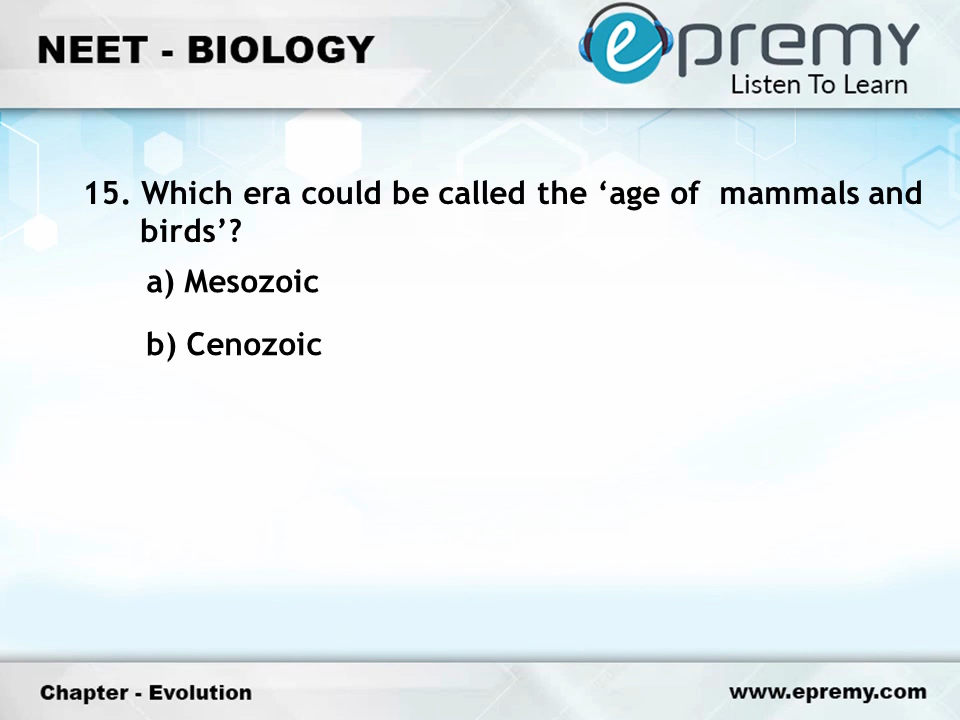 NEET - BIOLOGY
epremy
Listen To Learn
15. Which era could be called the ‘age of mammals and
birds’?
a) Mesozoic
b) Cenozoic
Chapter - Evolution
www.epremy.com